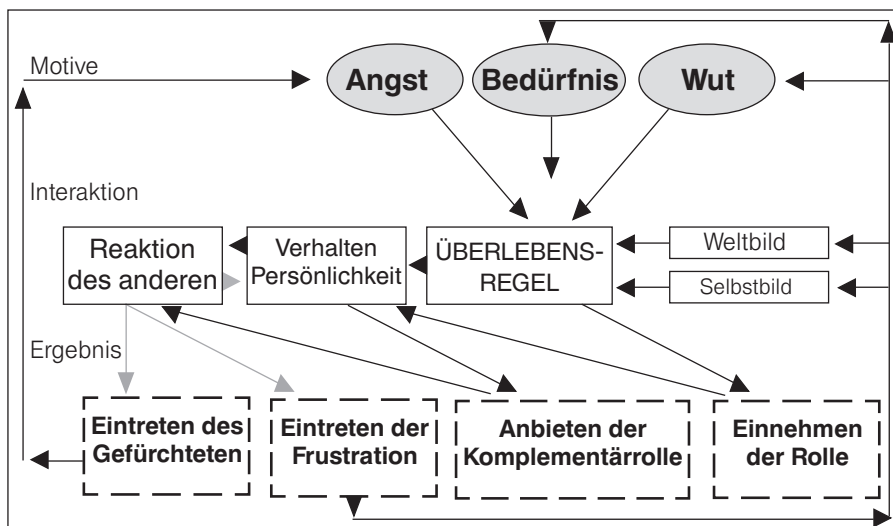 Motive
Angst
Bedürfnis
Wut
Interaktion
Reaktion
des anderen
Verhalten
Persönlichkeit
ÜBERLEBENS-
REGEL
Weltbild
Selbstbild
Ergebnis
Eintreten des
Gefürchteten
Eintreten der
Frustration
Anbieten der
Komplementärrolle
Einnehmen
der Rolle